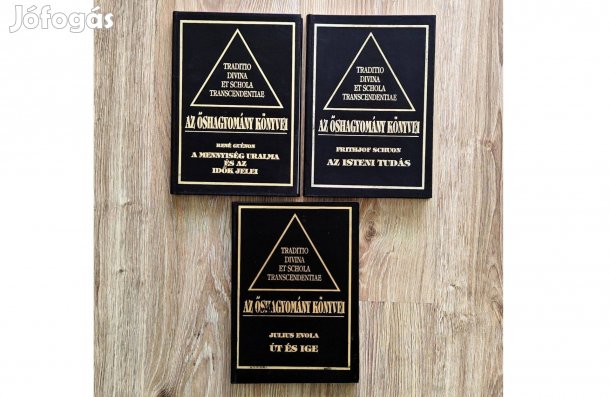 Jófogás
TRADITIO
DIVINA
ET SCHOLA
TRANSCENDENTIAE
AZ ŐSHAGYOMÁNY KÖNYVEI
RENÉ GUÉNON
A MENNYISÉG URALMA
ÉS AZ
IDŐK JELEI
TRADITIO
DIVINA
ET SCHOLA
TRANSCENDENTIAE
AZ ŐSHAGYOMÁNY KÖNYVEI
FRITHJOF SCHUON
AZ ISTENI TUDÁS
TRADITIO
DIVINA
ET SCHOLA
TRANSCENDENTIAE
AZ ŐSHAGYOMÁNY KÖNYVEI
JULIUS EVOLA
ÚT ÉS IGE